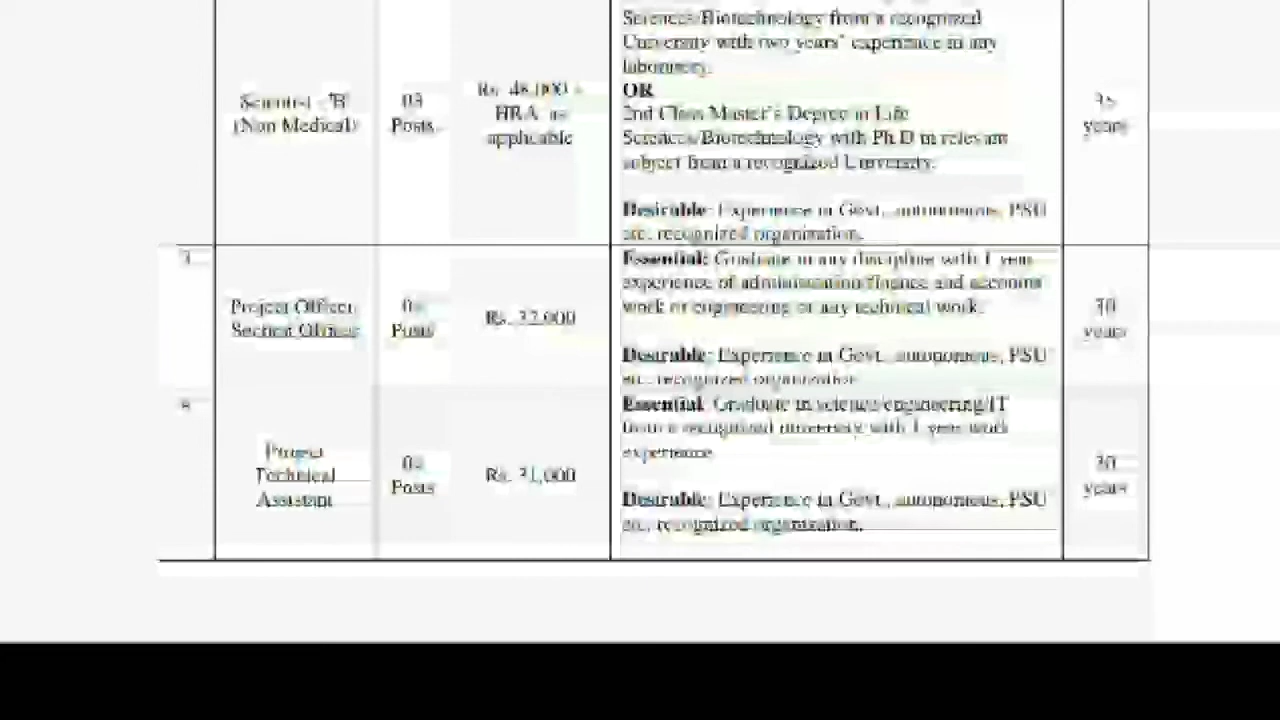 Sciences/Biotechnology from a recognized
University with two years' experience in any
laboratory.
OR
2nd Class Master's Degree in Life
Sciences/Biotechnology with Ph.D in relevant
subject from a recognized University.
Desirable: Experience in Govt., autonomous, PSU
etc. recognized organization.
Scientist - 'B'
(Non Medical)
03
Posts
Rs. 48,000 +
HRA as
applicable
35
years
Project Officer/
Section Officer
Posts
Rs. 32,000
Essential: Graduate in any discipline with 1 year
experience of administration/finance and accounts
work or engineering or any technical work.
Desirable: Experience in Govt., autonomous, PSU
etc. recognized organization.
30
years
Project
Technical
Assistant
Posts
Rs. 31,000
Essential: Graduate in science/engineering/IT
from a recognized university with 1 year work
experience.
Desirable: Experience in Govt., autonomous, PSU
etc. recognized organization.
30
years